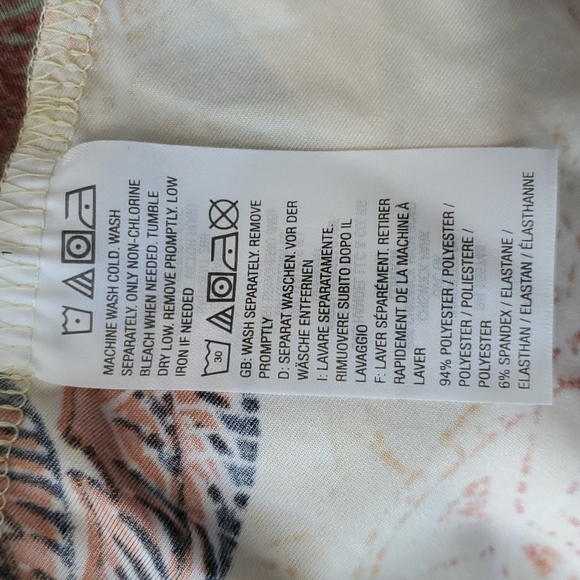 MACHINE WASH COLD. WASH
SEPARATELY. ONLY NON-CHLORINE
BLEACH WHEN NEEDED. TUMBLE
DRY LOW. REMOVE PROMPTLY. LOW
IRON IF NEEDED
30
GB: WASH SEPARATELY. REMOVE
PROMPTLY
D: SEPARAT WASCHEN. VOR DER
WÄSCHE ENTFERNEN
I: LAVARE SEPARATAMENTE.
RIMUOVERE SUBITO DOPO IL
LAVAGGIO
F: LAVER SÉPARÉMENT. RETIRER
RAPIDEMENT DE LA MACHINE À
LAVER
94% POLYESTER / POLYESTER /
POLYESTER / POLIESTERE /
POLYESTER
6% SPANDEX / ELASTANE /
ELASTHAN / ELASTAN / ÉLASTHANNE